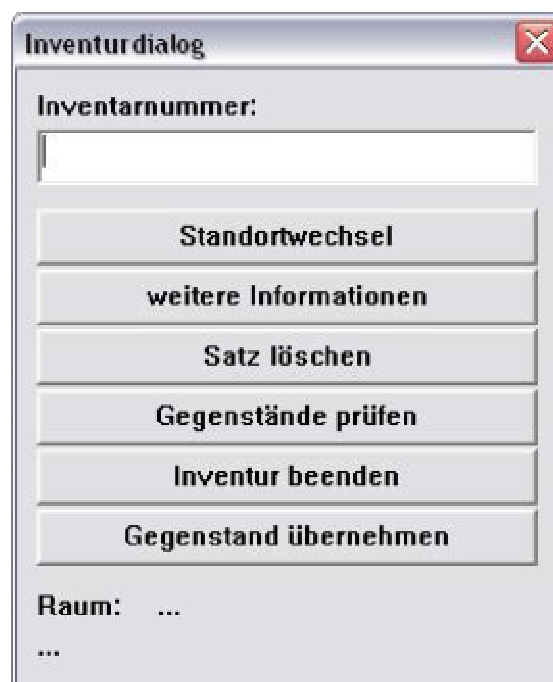 Inventurdialog
Inventarnummer:
Standortwechsel
weitere Informationen
Satz löschen
Gegenstände prüfen
Inventur beenden
Gegenstand übernehmen
Raum: ...
...